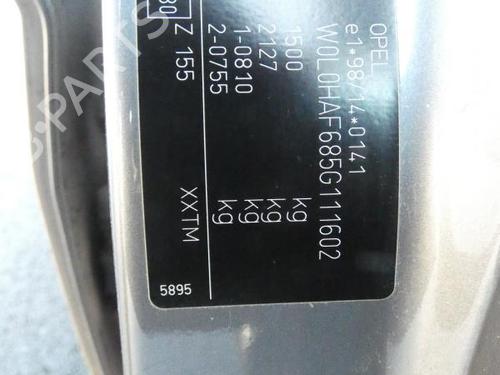 OPEL
e1*98/14*0141
W0L0HAF685G111602
1500 kg
2127 kg
1-0810 kg
2-0755 kg
80 Z 155 XXTM
5895
B-PARTS